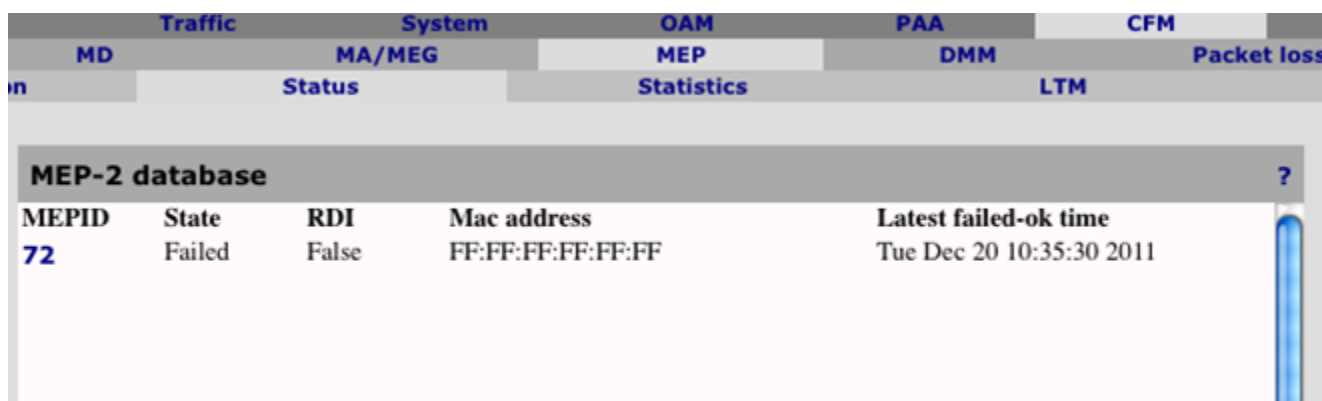 Traffic System OAM PAA CFM
MD MA/MEG MEP DMM Packet loss
on Status Statistics LTM
MEP-2 database ?
MEPID State RDI Mac address Latest failed-ok time
72 Failed False FF:FF:FF:FF:FF:FF Tue Dec 20 10:35:30 2011